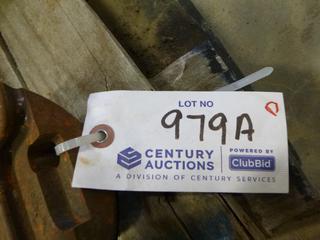 LOT NO
979A
CENTURY AUCTIONS
POWERED BY
ClubBid
A DIVISION OF CENTURY SERVICES